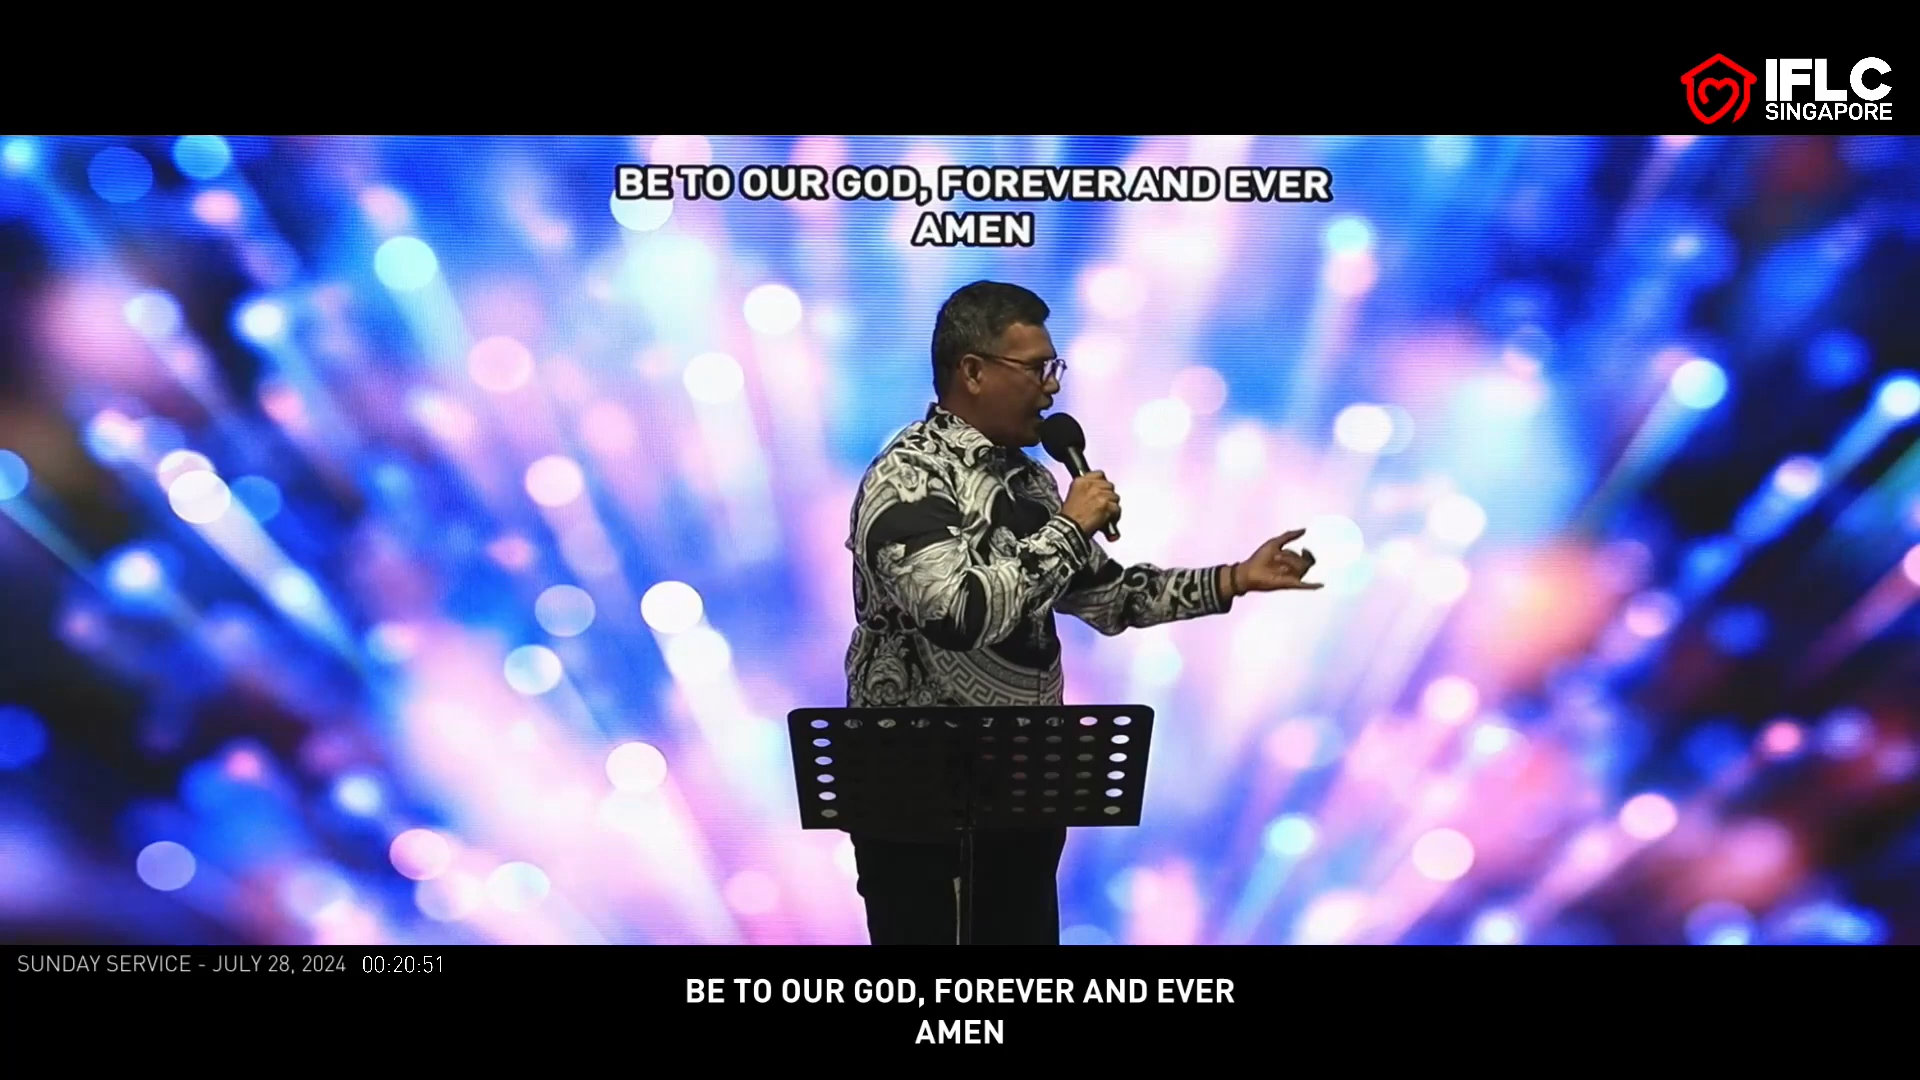 IFLC
SINGAPORE
BE TO OUR GOD, FOREVER AND EVER
AMEN
SUNDAY SERVICE - JULY 28, 2024 00:20:51
BE TO OUR GOD, FOREVER AND EVER
AMEN